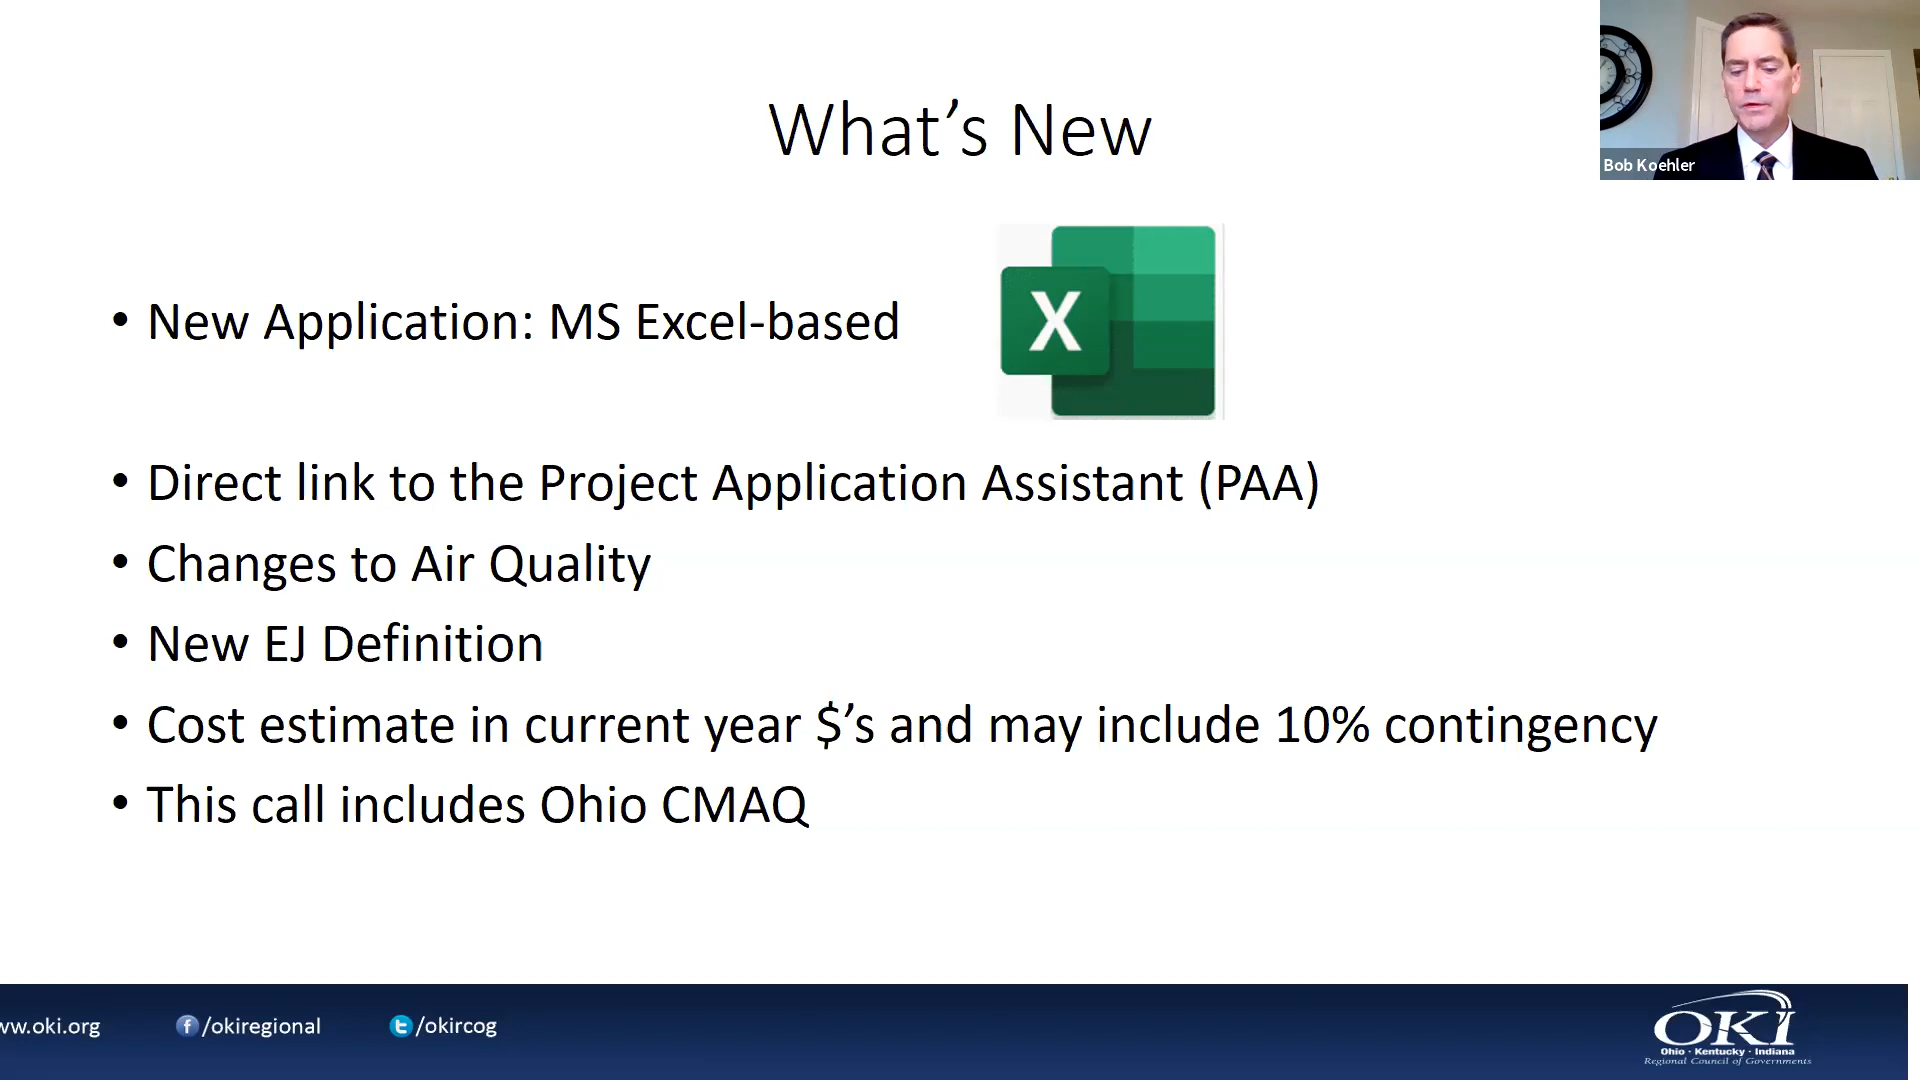 What's New
Bob Koehler
• New Application: MS Excel-based
X
• Direct link to the Project Application Assistant (PAA)
• Changes to Air Quality
• New EJ Definition
• Cost estimate in current year $'s and may include 10% contingency
• This call includes Ohio CMAQ
ww.oki.org
f /okiregional
t /okircog
OKI
Ohio · Kentucky · Indiana
Regional Council of Governments